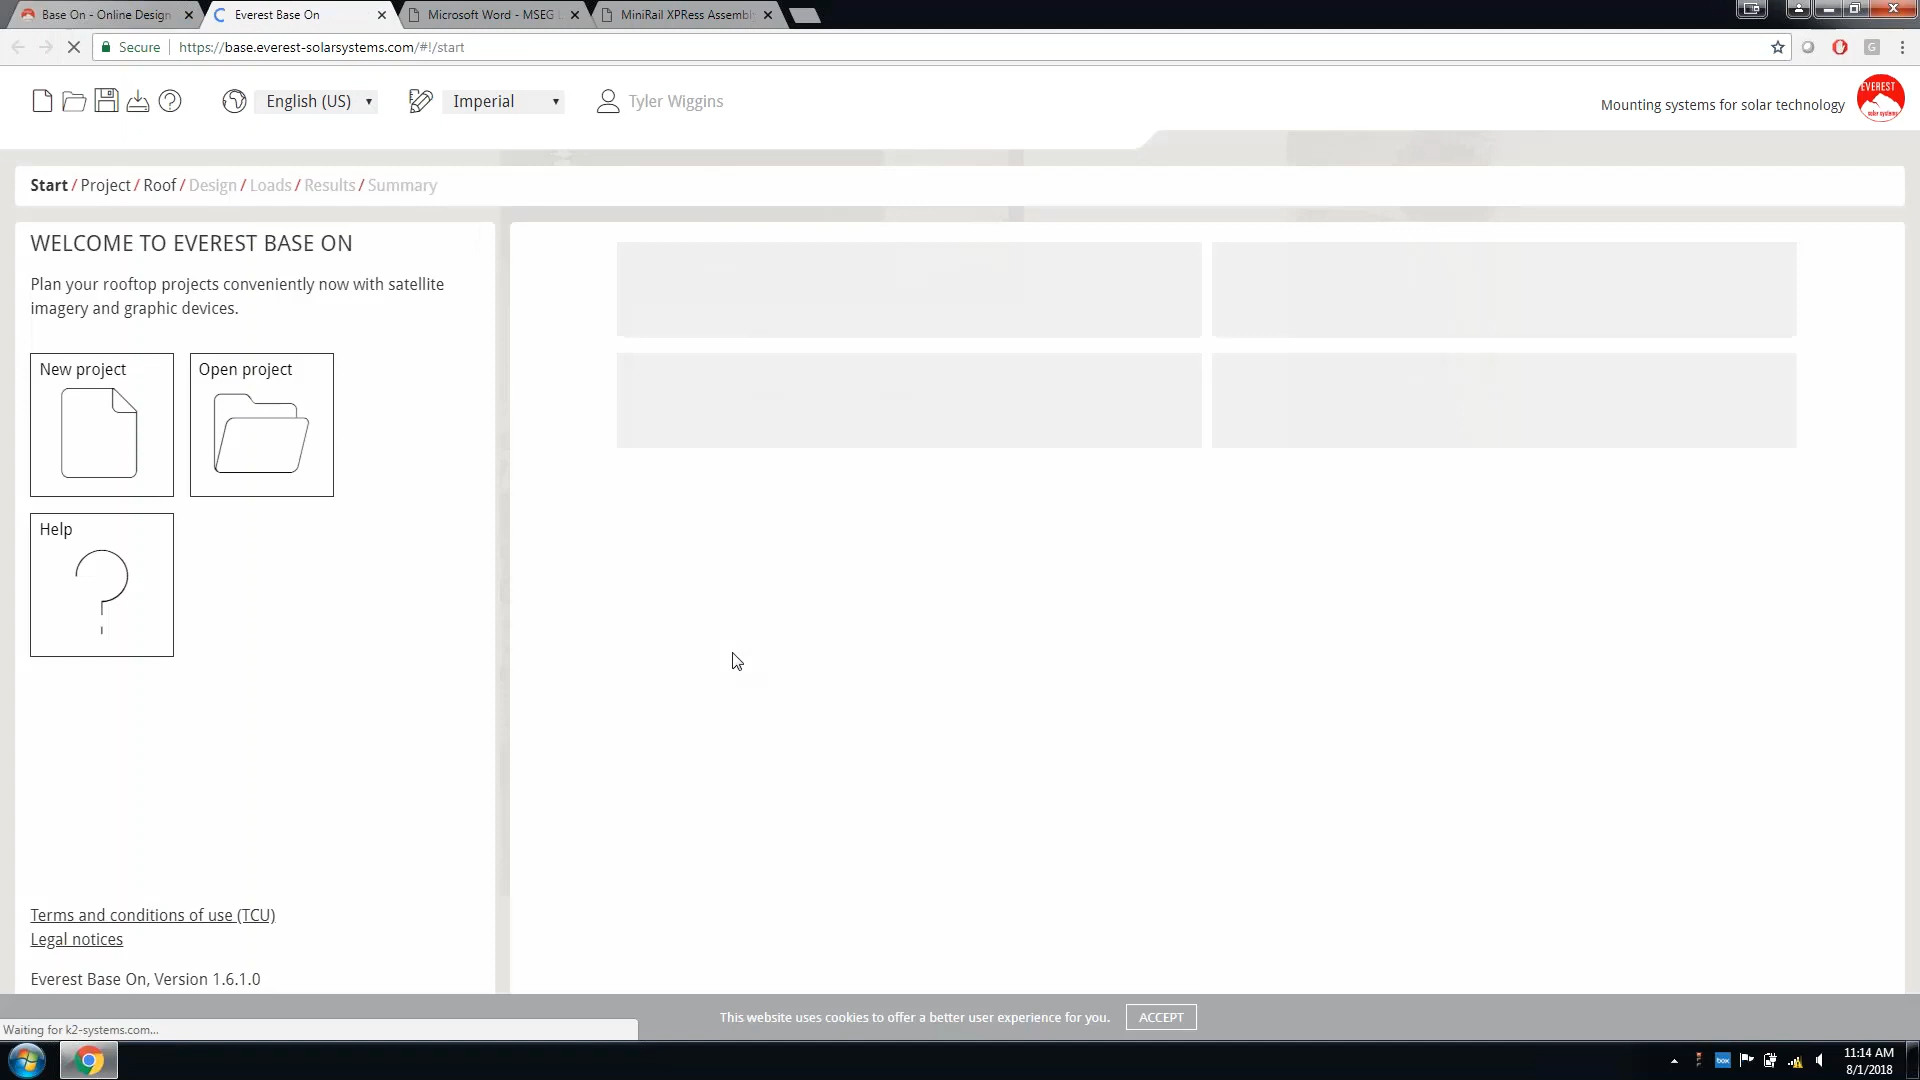 Base On - Online Design
Everest Base On
Microsoft Word - MSEG
MiniRail XPRess Assembl
Secure
https://base.everest-solarsystems.com/#!/start
G
English (US)
Imperial
Tyler Wiggins
Mounting systems for solar technology
EVEREST
solar systems
Start / Project / Roof / Design / Loads / Results / Summary
WELCOME TO EVEREST BASE ON
Plan your rooftop projects conveniently now with satellite
imagery and graphic devices.
New project
Open project
Help
Terms and conditions of use (TCU)
Legal notices
Everest Base On, Version 1.6.1.0
This website uses cookies to offer a better user experience for you.
ACCEPT
Waiting for k2-systems.com...
box
11:14 AM
8/1/2018